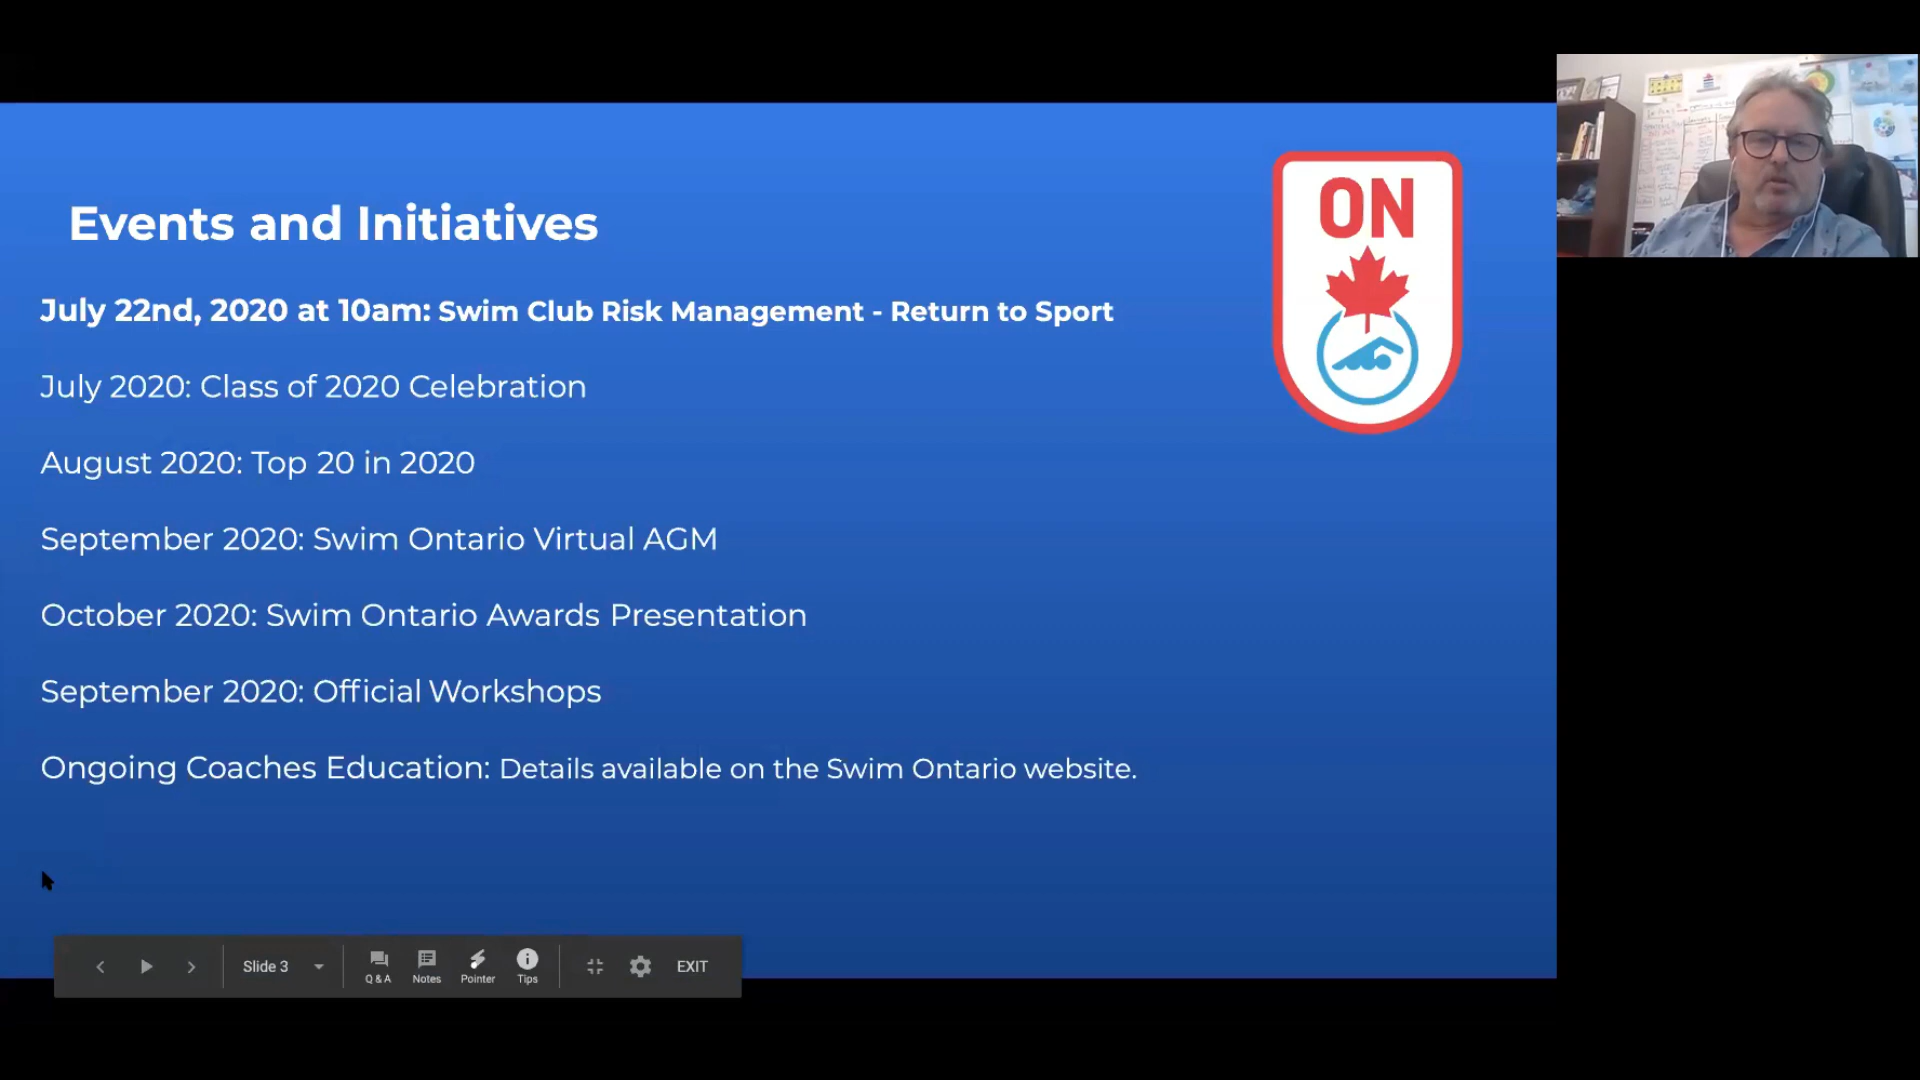 Events and Initiatives
July 22nd, 2020 at 10am: Swim Club Risk Management - Return to Sport
July 2020: Class of 2020 Celebration
August 2020: Top 20 in 2020
September 2020: Swim Ontario Virtual AGM
October 2020: Swim Ontario Awards Presentation
September 2020: Official Workshops
Ongoing Coaches Education: Details available on the Swim Ontario website.
ON
Slide 3
Q & A
Notes
Pointer
Tips
EXIT